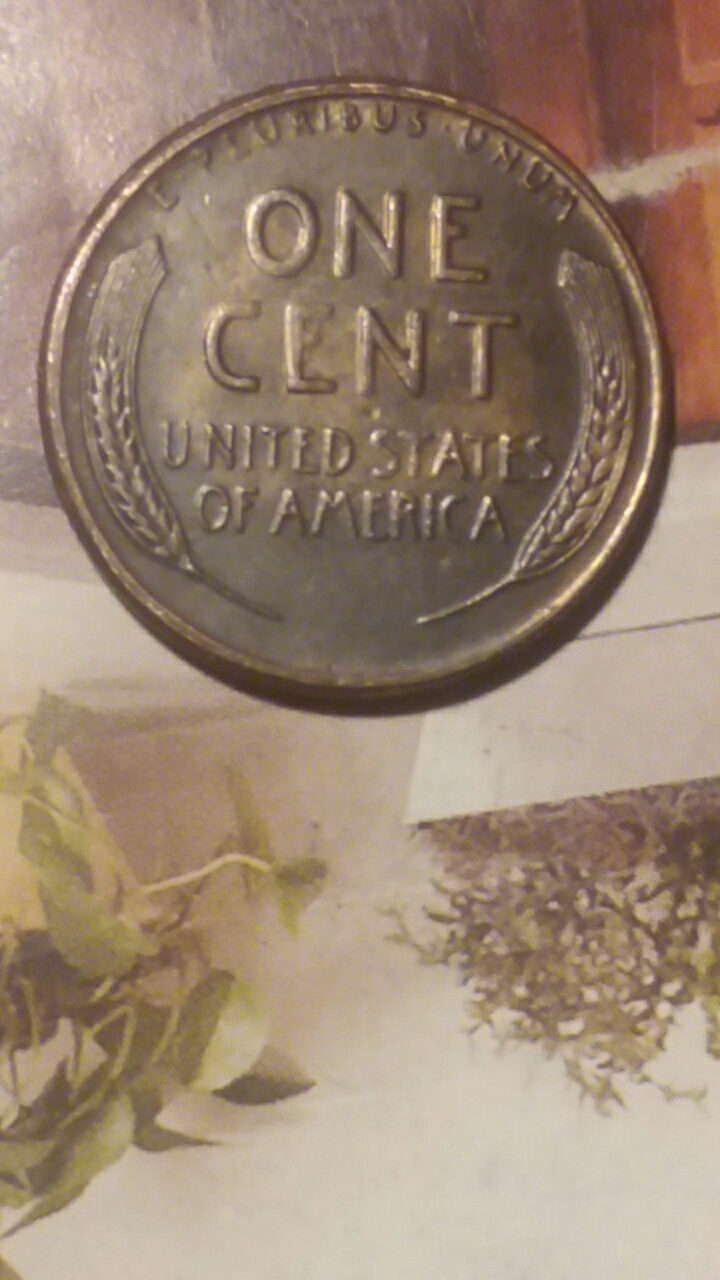 E PLURIBUS · UNUM
ONE
CENT
UNITED STATES
OF AMERICA